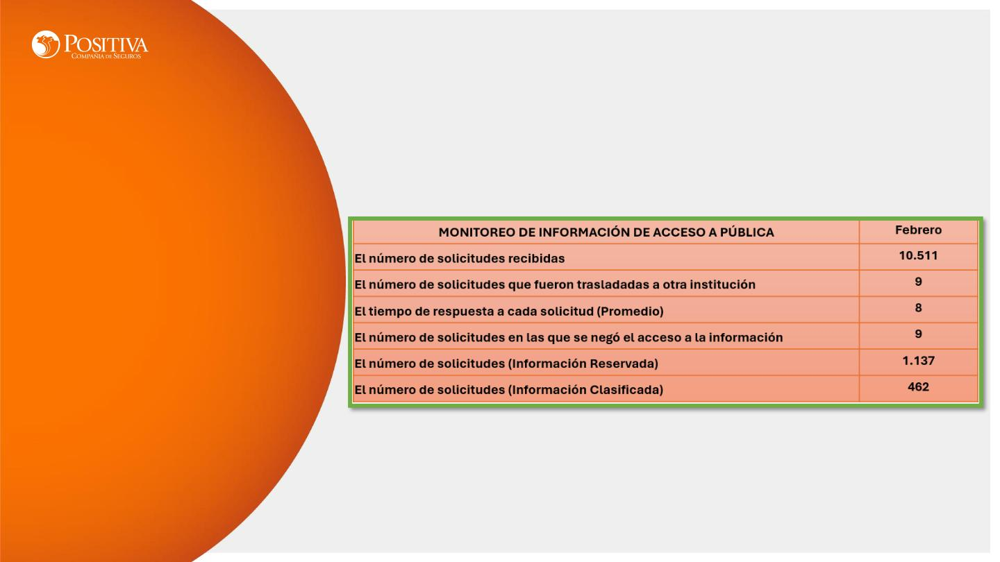 POSITIVA
COMPAÑIA DE SEGUROS
MONITOREO DE INFORMACIÓN DE ACCESO A PÚBLICA Febrero
El número de solicitudes recibidas 10.511
El número de solicitudes que fueron trasladadas a otra institución 9
El tiempo de respuesta a cada solicitud (Promedio) 8
El número de solicitudes en las que se negó el acceso a la información 9
El número de solicitudes (Información Reservada) 1.137
El número de solicitudes (Información Clasificada) 462